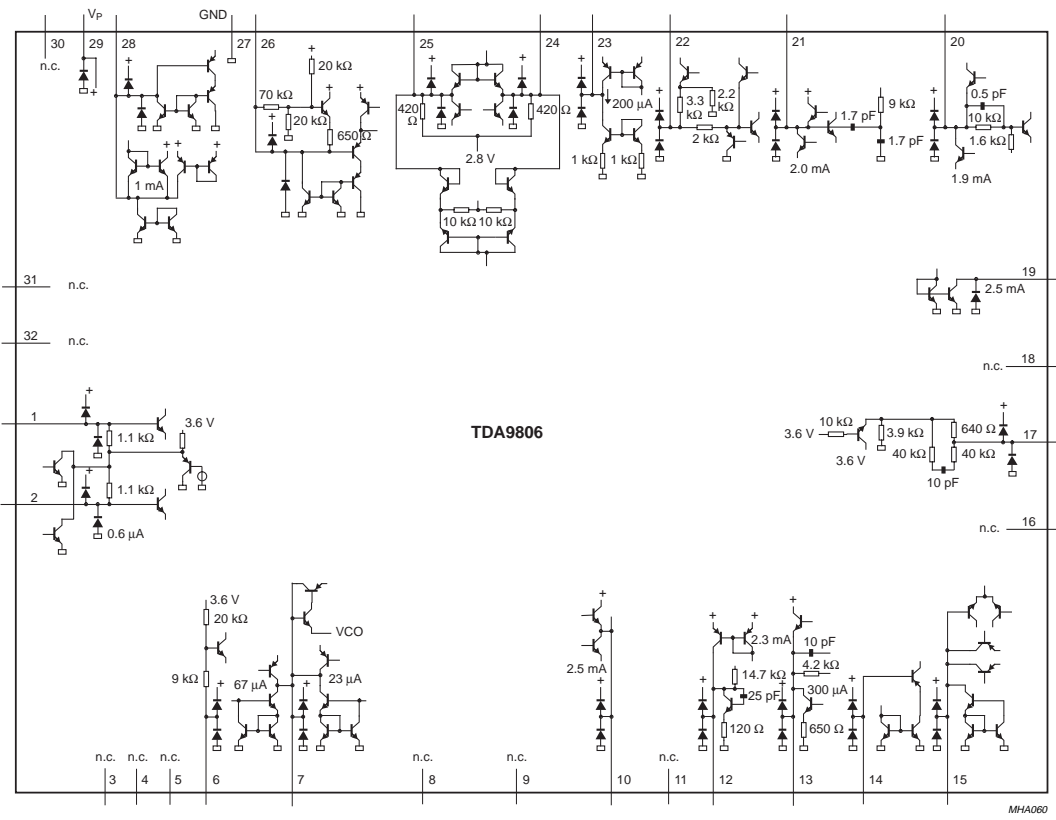 VP
GND
30
29
28
27
26
25
24
23
22
21
20
n.c.
+
+
+
+
+
+
+
+
+
+
+
20 kΩ
70 kΩ
20 kΩ
650 Ω
420 Ω
420 Ω
2.8 V
10 kΩ
10 kΩ
200 μA
1 kΩ
1 kΩ
3.3 kΩ
2.2 kΩ
2 kΩ
1.7 pF
9 kΩ
1.7 pF
2.0 mA
0.5 pF
10 kΩ
1.6 kΩ
1.9 mA
+
+
+
+
1 mA
31
n.c.
19
2.5 mA
32
n.c.
n.c.
18
+
1
1.1 kΩ
3.6 V
TDA9806
10 kΩ
3.6 V
3.6 V
3.9 kΩ
40 kΩ
10 pF
640 Ω
40 kΩ
+
17
+
1.1 kΩ
2
0.6 μA
n.c.
16
3.6 V
20 kΩ
9 kΩ
+
67 μA
VCO
+
23 μA
+
2.5 mA
+
+
2.3 mA
14.7 kΩ
25 pF
120 Ω
+
+
10 pF
4.2 kΩ
300 μA
650 Ω
+
+
+
n.c.
n.c.
n.c.
n.c.
n.c.
n.c.
3
4
5
6
7
8
9
10
11
12
13
14
15
MHA060